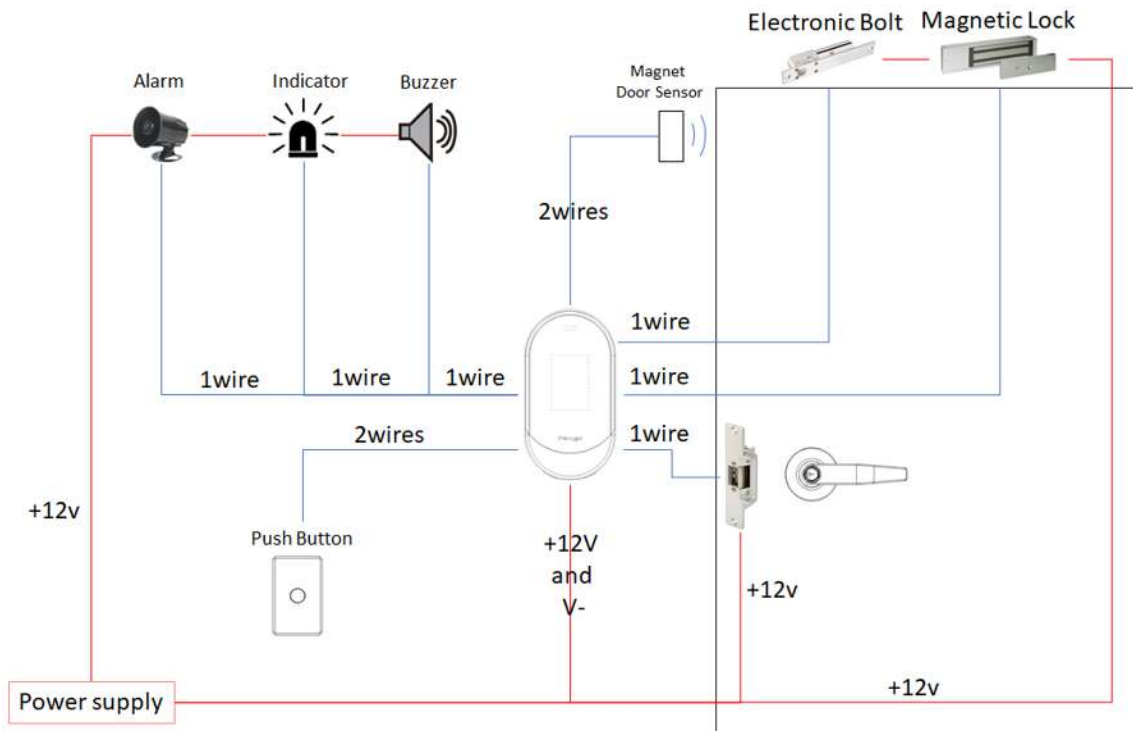 Electronic Bolt
Magnetic Lock
Alarm
Indicator
Buzzer
Magnet
Door Sensor
2wires
1wire
1wire
1wire
1wire
1wire
2wires
1wire
+12v
Push Button
+12V
and
V-
+12v
Power supply
+12v